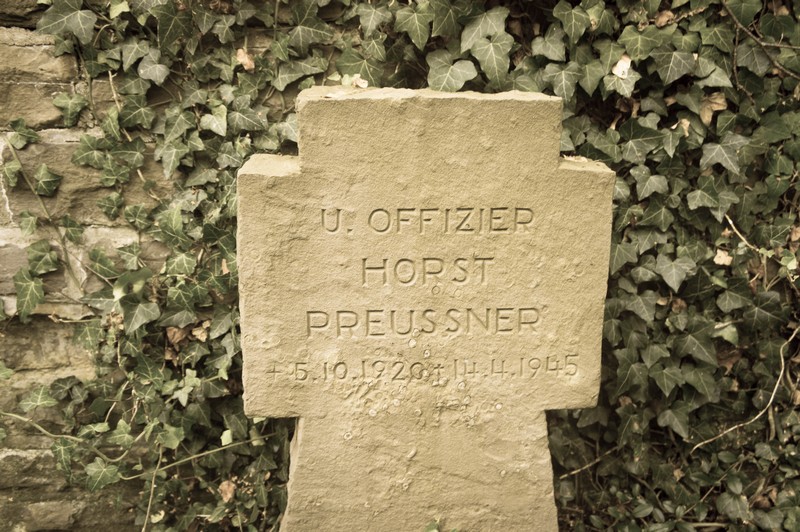 U. OFFIZIER
HORST
PREUSSNER
+ 5.10.1920 + 14.4.1945